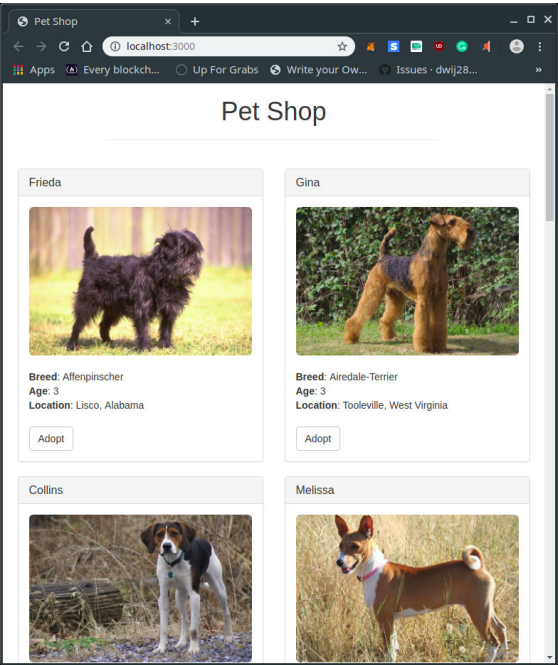 Pet Shop
localhost:3000
Apps Every blockch... Up For Grabs Write your Ow... Issues · dwij28... »
Pet Shop
Frieda
Breed: Affenpinscher
Age: 3
Location: Lisco, Alabama
Adopt
Gina
Breed: Airedale-Terrier
Age: 3
Location: Tooleville, West Virginia
Adopt
Collins
Melissa